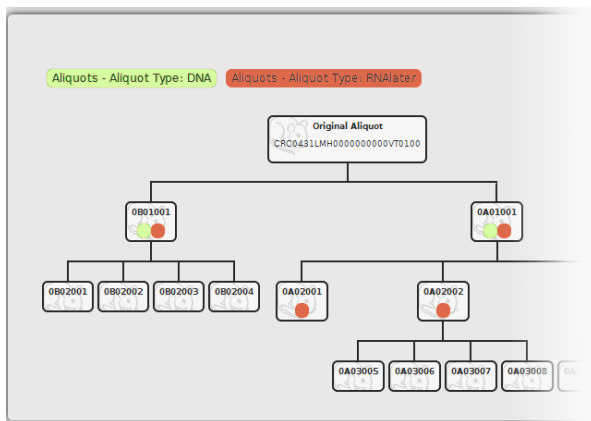 Aliquots - Aliquot Type: DNA Aliquots - Aliquot Type: RNAlater
Original Aliquot
CRC0431LMH0000000000VT0100
0B01001 0A01001
0B02001 0B02002 0B02003 0B02004 0A02001 0A02002
0A03005 0A03006 0A03007 0A03008